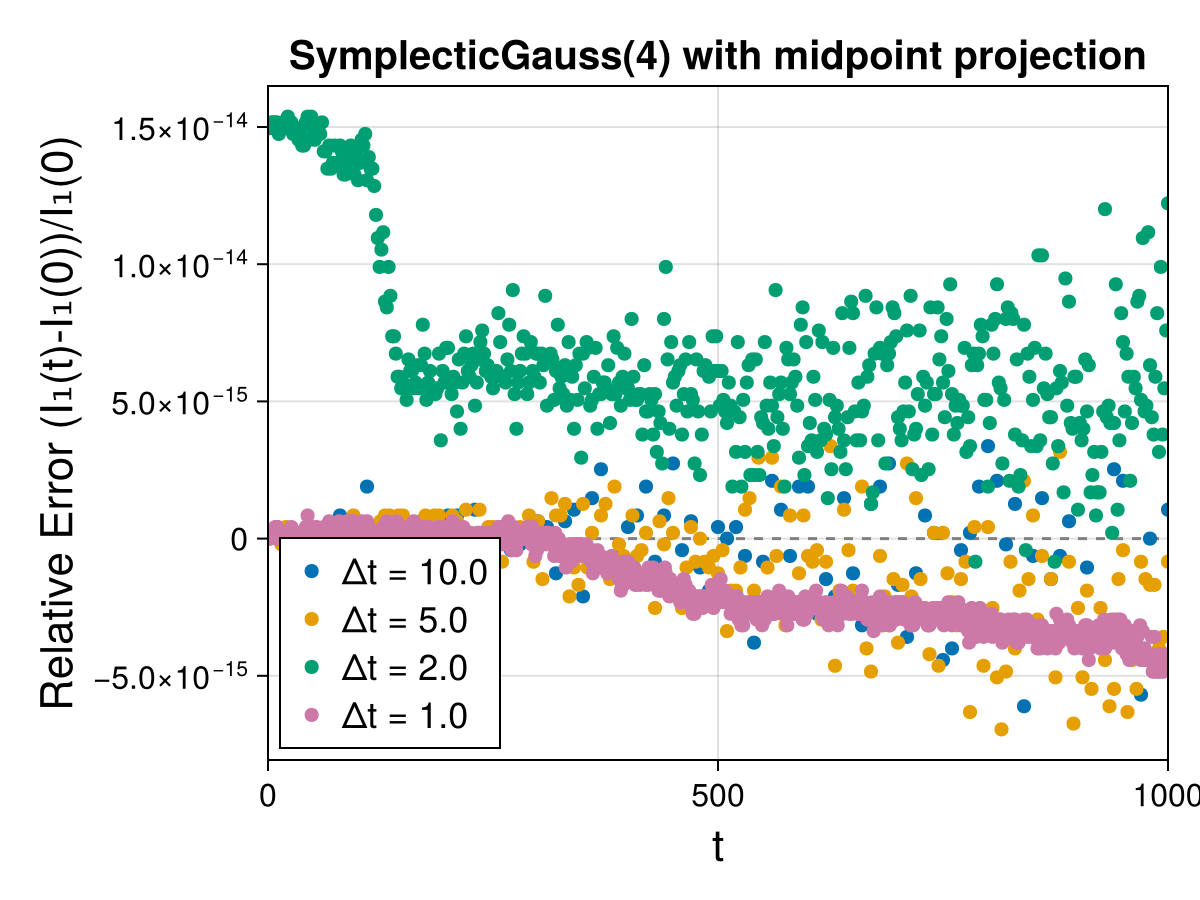 SymplecticGauss(4) with midpoint projection
Relative Error (I₁(t)-I₁(0))/I₁(0)
1.5×10⁻¹⁴
1.0×10⁻¹⁴
5.0×10⁻¹⁵
0
−5.0×10⁻¹⁵
Δt = 10.0
Δt = 5.0
Δt = 2.0
Δt = 1.0
0
500
1000
t